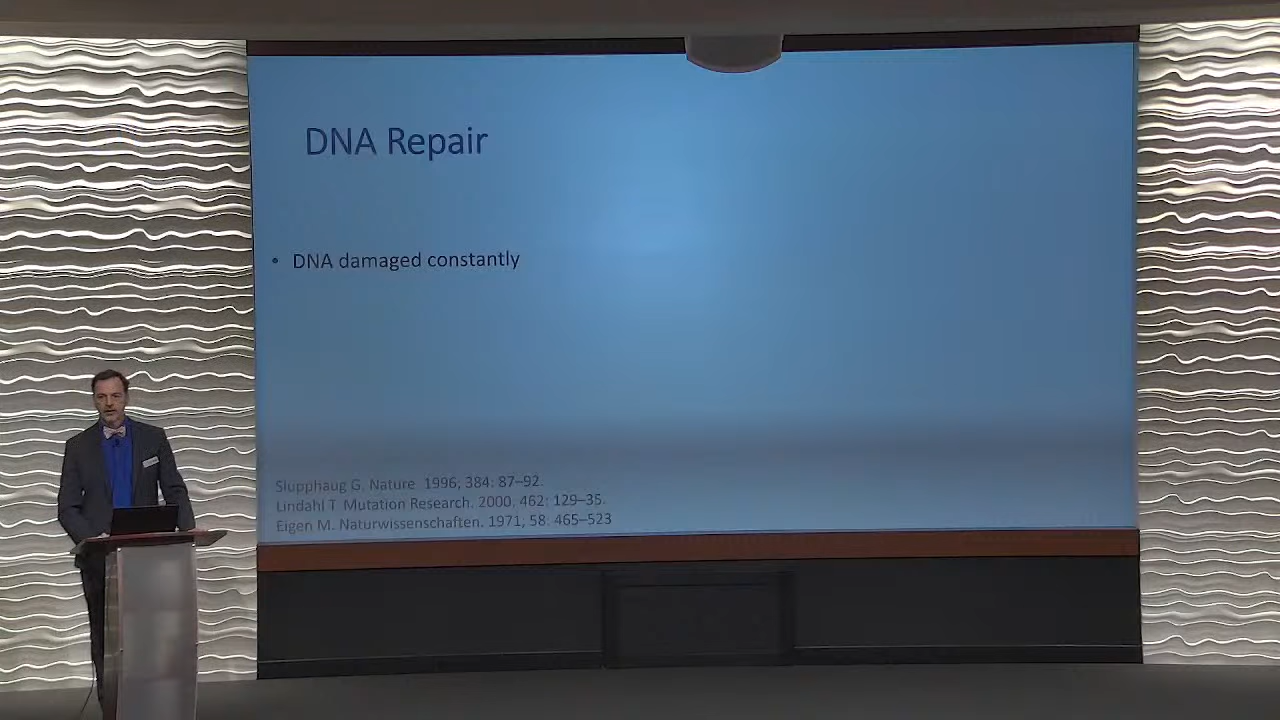 DNA Repair
• DNA damaged constantly
Slupphaug G. Nature 1996; 384: 87–92.
Lindahl T Mutation Research. 2000. 462: 129–35.
Eigen M. Naturwissenschaften. 1971; 58: 465–523